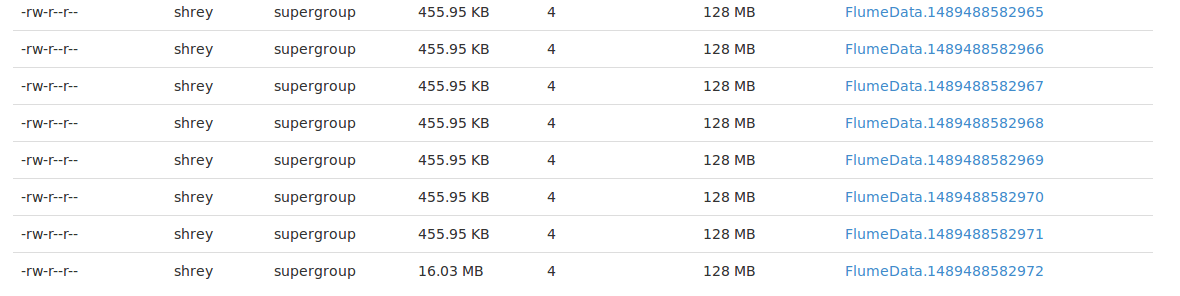 -rw-r--r-- shrey supergroup 455.95 KB 4 128 MB FlumeData.1489488582965
-rw-r--r-- shrey supergroup 455.95 KB 4 128 MB FlumeData.1489488582966
-rw-r--r-- shrey supergroup 455.95 KB 4 128 MB FlumeData.1489488582967
-rw-r--r-- shrey supergroup 455.95 KB 4 128 MB FlumeData.1489488582968
-rw-r--r-- shrey supergroup 455.95 KB 4 128 MB FlumeData.1489488582969
-rw-r--r-- shrey supergroup 455.95 KB 4 128 MB FlumeData.1489488582970
-rw-r--r-- shrey supergroup 455.95 KB 4 128 MB FlumeData.1489488582971
-rw-r--r-- shrey supergroup 16.03 MB 4 128 MB FlumeData.1489488582972